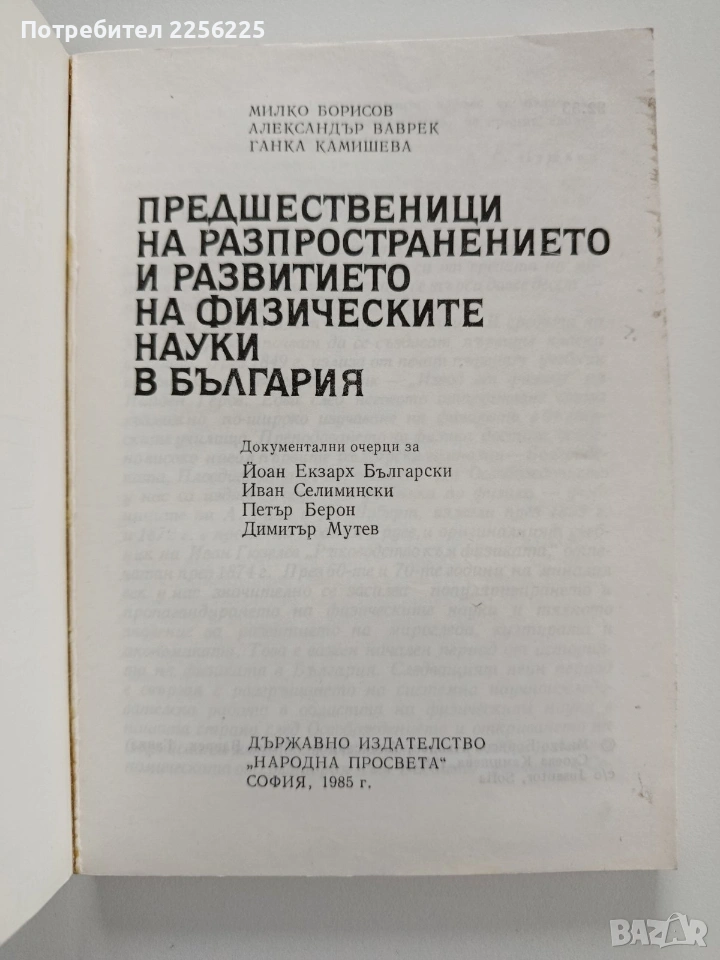 Потребител 2256225
МИЛКО БОРИСОВ
АЛЕКСАНДЪР ВАВРЕК
ГАНКА КАМИШЕВА
ПРЕДШЕСТВЕНИЦИ
НА РАЗПРОСТРАНЕНИЕТО
И РАЗВИТИЕТО
НА ФИЗИЧЕСКИТЕ
НАУКИ
В БЪЛГАРИЯ
Документални очерци за
Йоан Екзарх Български
Иван Селимински
Петър Берон
Димитър Мутев
ДЪРЖАВНО ИЗДАТЕЛСТВО
„НАРОДНА ПРОСВЕТА“
СОФИЯ, 1985 г.
BAZAR